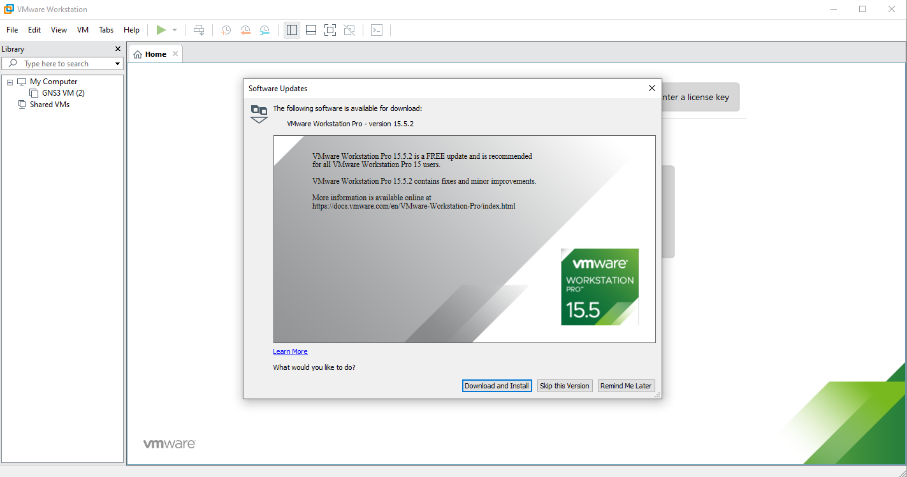 VMware Workstation
File Edit View VM Tabs Help
Library
Type here to search
My Computer
GNS3 VM (2)
Shared VMs
Home
nter a license key
Software Updates
The following software is available for download:
VMware Workstation Pro - version 15.5.2
VMware Workstation Pro 15.5.2 is a FREE update and is recommended
for all VMware Workstation Pro 15 users.
VMware Workstation Pro 15.5.2 contains fixes and minor improvements.
More information is available online at
https://docs.vmware.com/en/VMware-Workstation-Pro/index.html
vmware
WORKSTATION
PRO™
15.5
Learn More
What would you like to do?
Download and Install Skip this Version Remind Me Later
vmware